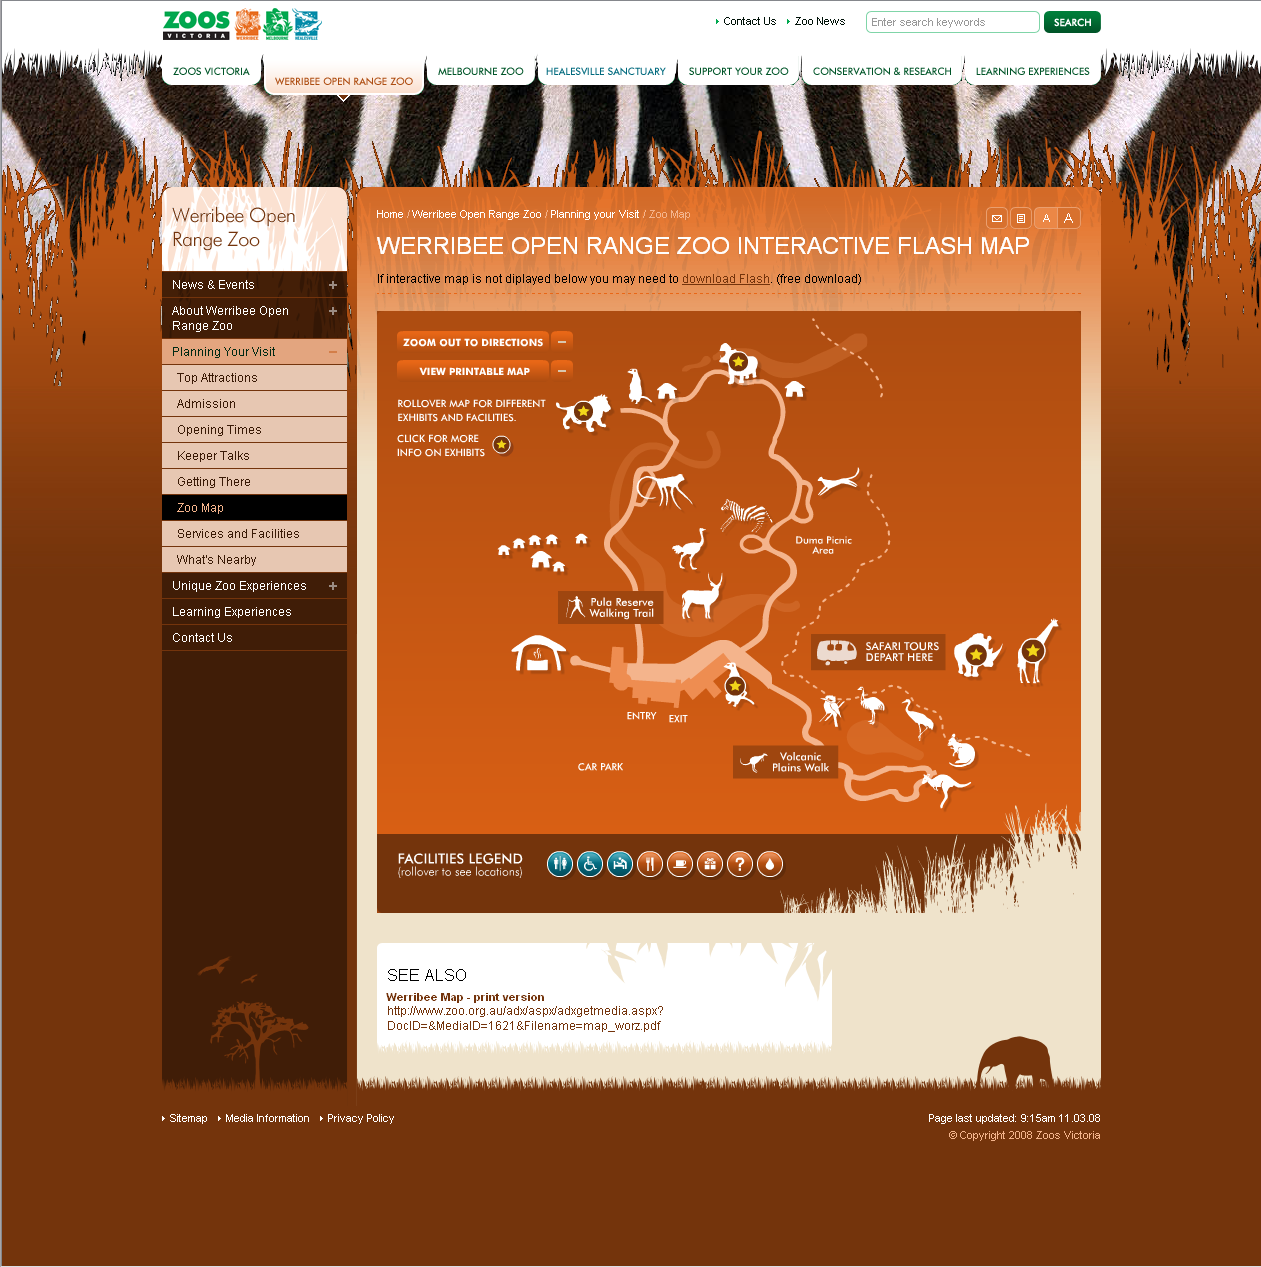 ZOOS
VICTORIA
WERRIBEE MELBOURNE HEALESVILLE
Contact Us
Zoo News
Enter search keywords
SEARCH
ZOOS VICTORIA
WERRIBEE OPEN RANGE ZOO
MELBOURNE ZOO
HEALESVILLE SANCTUARY
SUPPORT YOUR ZOO
CONSERVATION & RESEARCH
LEARNING EXPERIENCES
Werribee Open
Range Zoo
News & Events
About Werribee Open
Range Zoo
Planning Your Visit
Top Attractions
Admission
Opening Times
Keeper Talks
Getting There
Zoo Map
Services and Facilities
What's Nearby
Unique Zoo Experiences
Learning Experiences
Contact Us
Home / Werribee Open Range Zoo / Planning your Visit / Zoo Map
A A
WERRIBEE OPEN RANGE ZOO INTERACTIVE FLASH MAP
If interactive map is not diplayed below you may need to download Flash. (free download)
ZOOM OUT TO DIRECTIONS
VIEW PRINTABLE MAP
ROLLOVER MAP FOR DIFFERENT
EXHIBITS AND FACILITIES.
CLICK FOR MORE
INFO ON EXHIBITS
Duma Picnic
Area
Pula Reserve
Walking Trail
SAFARI TOURS
DEPART HERE
ENTRY
EXIT
Volcanic
Plains Walk
CAR PARK
FACILITIES LEGEND
(rollover to see locations)
?
SEE ALSO
Werribee Map - print version
http://www.zoo.org.au/adx/aspx/adxgetmedia.aspx?
DocID=&MediaID=1621&Filename=map_worz.pdf
Sitemap
Media Information
Privacy Policy
Page last updated: 9:15am 11.03.08
© Copyright 2008 Zoos Victoria